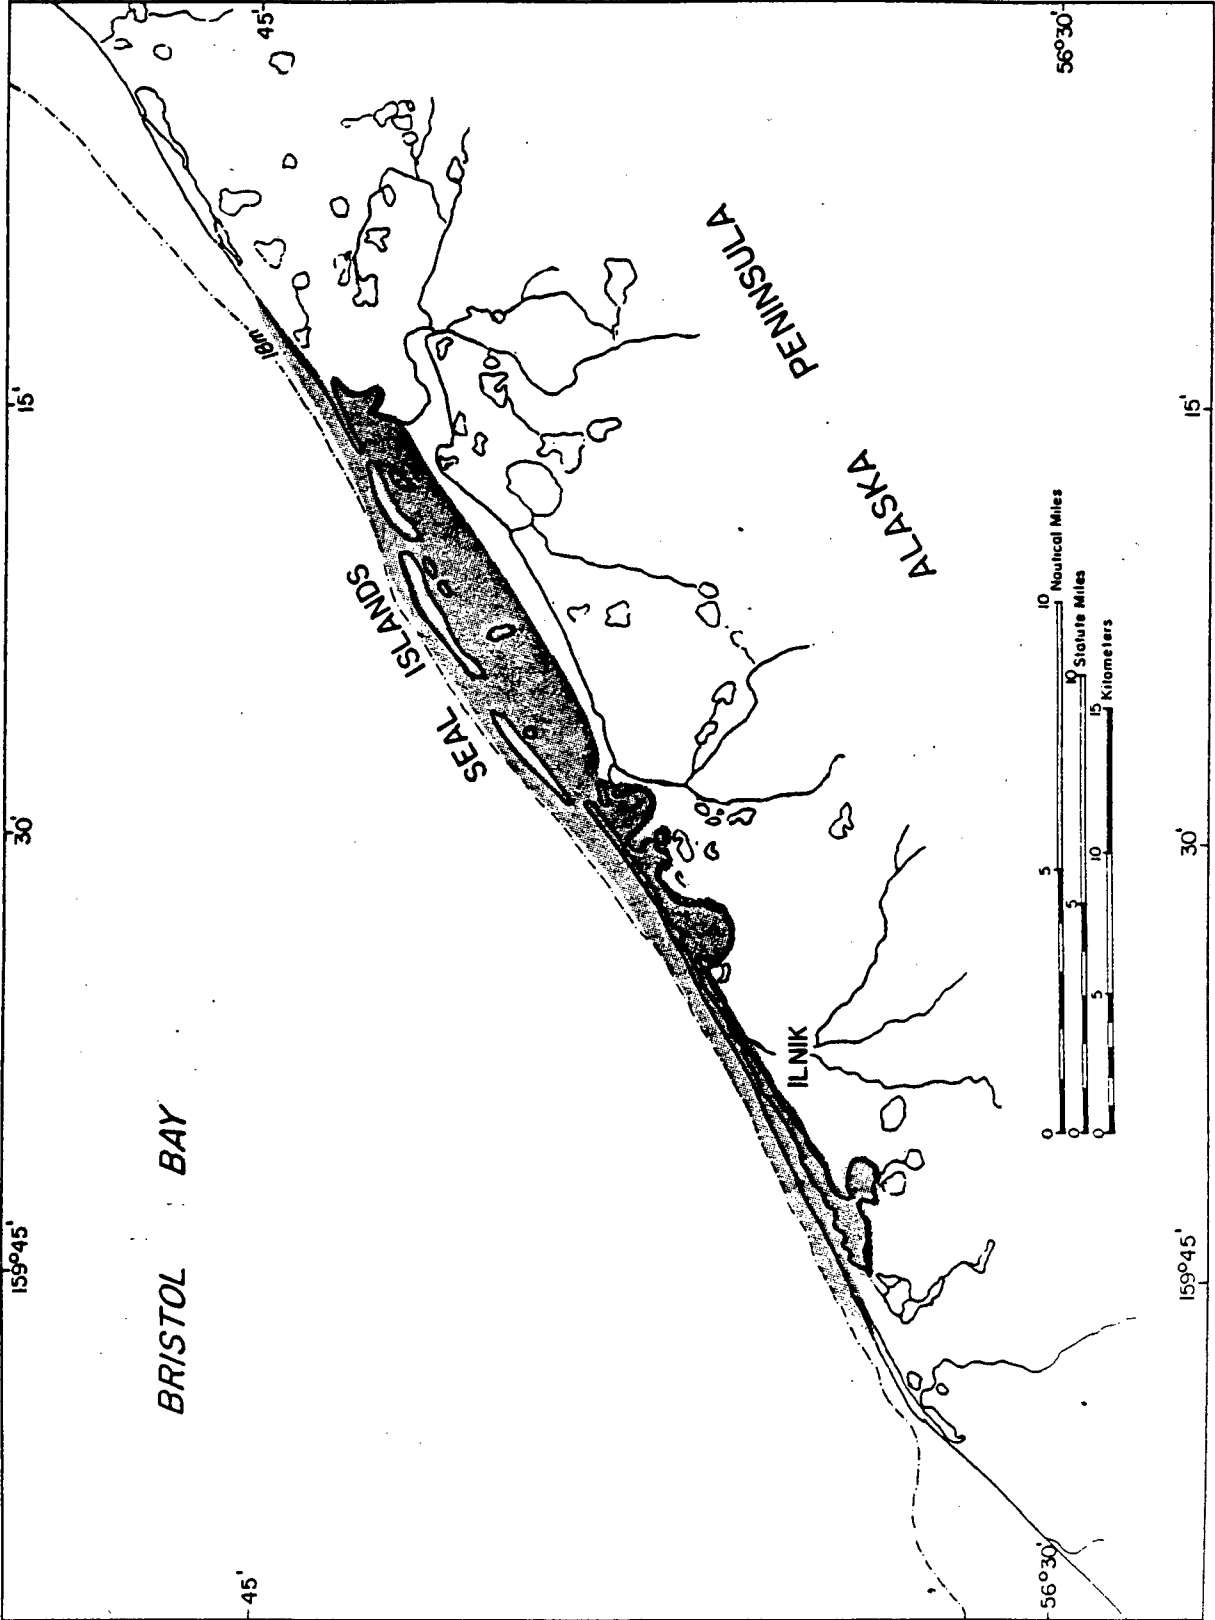 159°45'
30'
15'
45'
45'
BRISTOL BAY
18m
SEAL ISLANDS
ILNIK
ALASKA PENINSULA
56°30'
56°30'
0 5 10 Nautical Miles
0 5 10 Statute Miles
0 5 10 15 Kilometers
159°45'
30'
15'